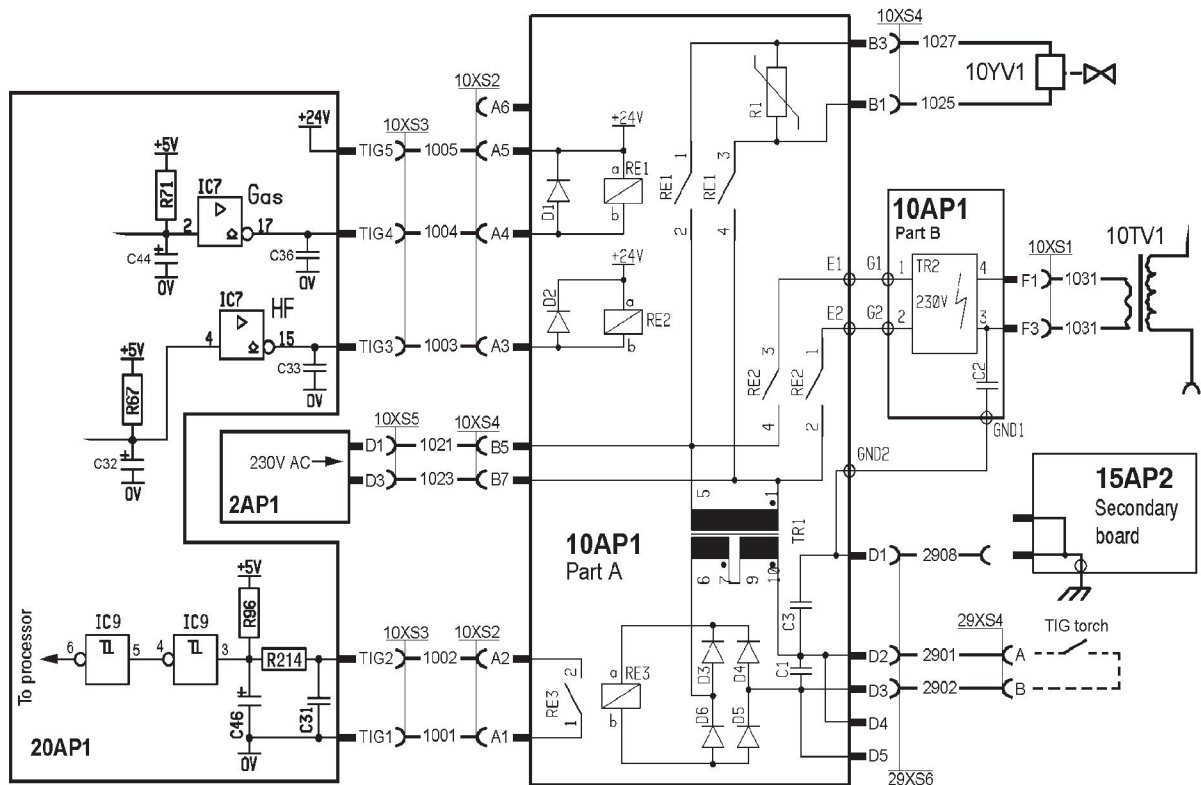 10XS4
B3
1027
10YV1
B1
1025
10XS2
A6
+24V
10XS3
TIG5
1005
A5
+24V
+5V
R71
IC7
Gas
2
17
C44
0V
C36
0V
TIG4
1004
A4
D1
a
RE1
b
+24V
IC7
HF
4
15
C33
0V
+5V
R67
C32
0V
TIG3
1003
A3
D2
a
RE2
b
R1
1
RE1
2
3
RE1
4
E1
G1
E2
G2
3
RE2
4
1
RE2
2
10AP1
Part B
TR2
230V
1
4
2
3
C2
GND1
GND2
10XS1
F1
1031
F3
1031
10TV1
10XS5
10XS4
D1
1021
B5
D3
1023
B7
230V AC
2AP1
10AP1
Part A
5
1
TR1
6
7
9
10
15AP2
Secondary
board
D1
2908
C3
29XS4
TIG torch
D2
2901
A
D3
2902
B
D4
D5
29XS6
C1
D3
D4
D6
D5
a
RE3
b
+5V
R96
IC9
IC9
6
5
4
3
R214
C46
C31
0V
To processor
20AP1
10XS3
10XS2
TIG2
1002
A2
TIG1
1001
A1
RE3
2
1